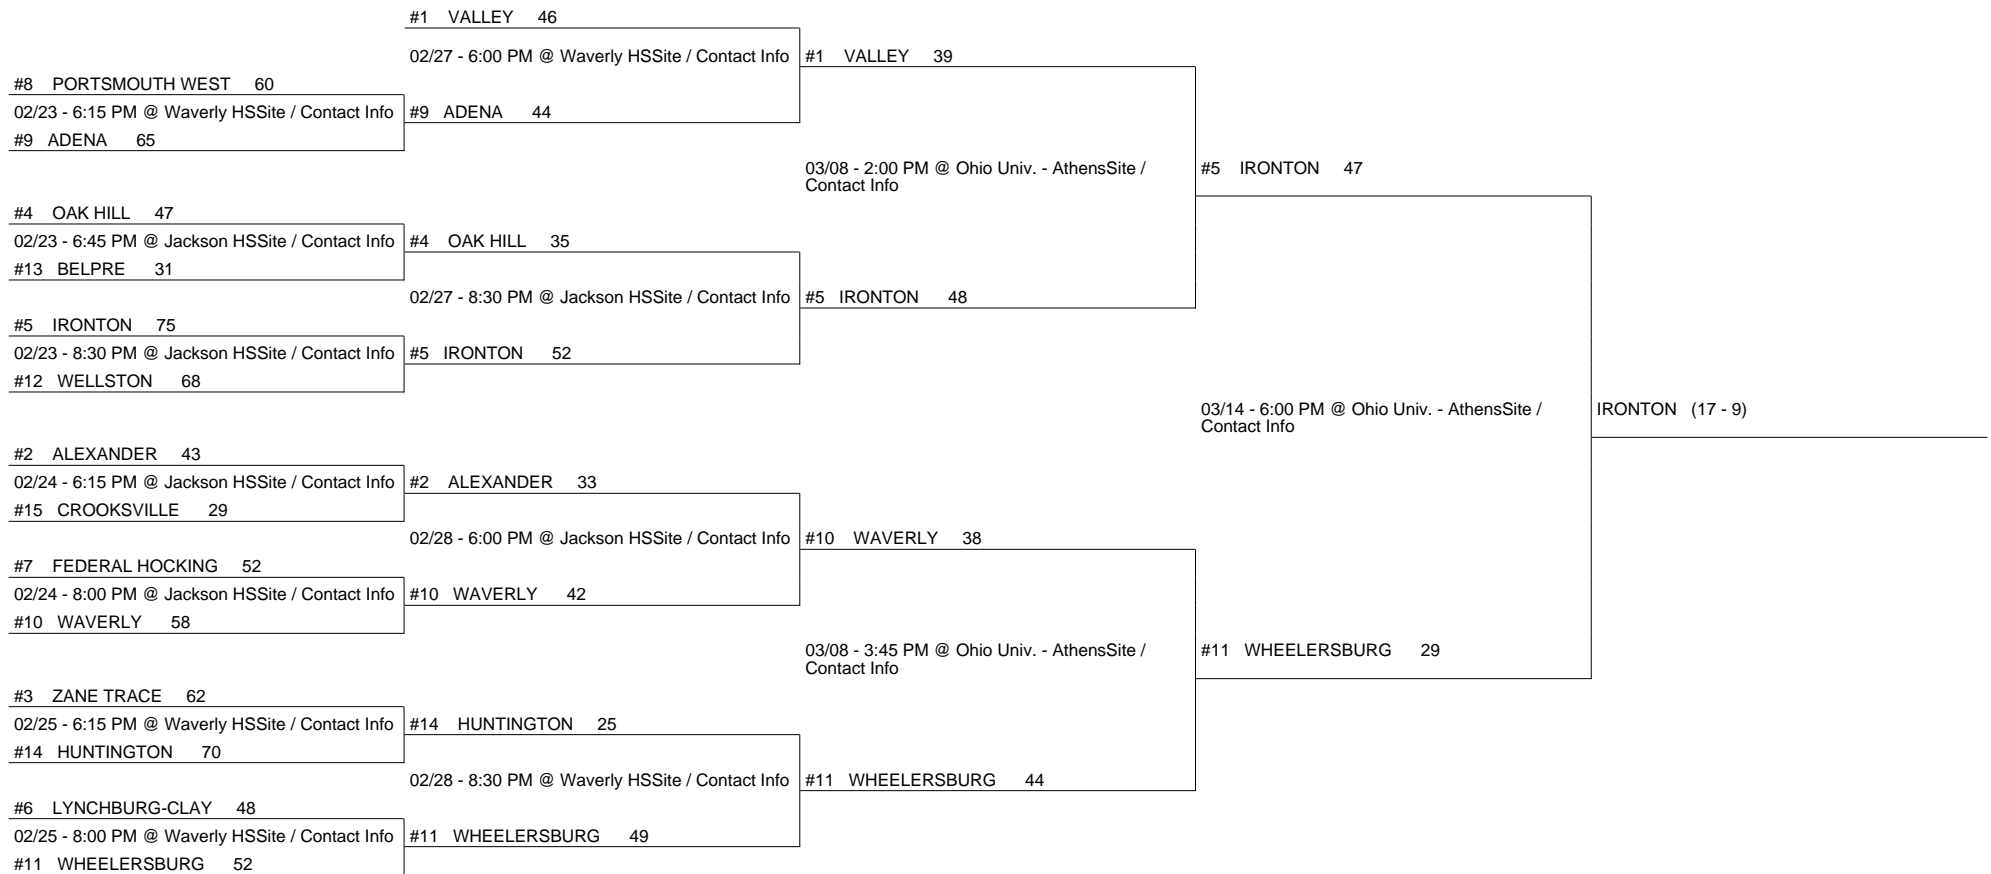 #1 VALLEY 46
02/27 - 6:00 PM @ Waverly HSSite / Contact Info
#1 VALLEY 39
#8 PORTSMOUTH WEST 60
02/23 - 6:15 PM @ Waverly HSSite / Contact Info
#9 ADENA 44
#9 ADENA 65
03/08 - 2:00 PM @ Ohio Univ. - AthensSite /
Contact Info
#5 IRONTON 47
#4 OAK HILL 47
02/23 - 6:45 PM @ Jackson HSSite / Contact Info
#4 OAK HILL 35
#13 BELPRE 31
02/27 - 8:30 PM @ Jackson HSSite / Contact Info
#5 IRONTON 48
#5 IRONTON 75
02/23 - 8:30 PM @ Jackson HSSite / Contact Info
#5 IRONTON 52
#12 WELLSTON 68
03/14 - 6:00 PM @ Ohio Univ. - AthensSite /
Contact Info
IRONTON (17 - 9)
#2 ALEXANDER 43
02/24 - 6:15 PM @ Jackson HSSite / Contact Info
#2 ALEXANDER 33
#15 CROOKSVILLE 29
02/28 - 6:00 PM @ Jackson HSSite / Contact Info
#10 WAVERLY 38
#7 FEDERAL HOCKING 52
02/24 - 8:00 PM @ Jackson HSSite / Contact Info
#10 WAVERLY 42
#10 WAVERLY 58
03/08 - 3:45 PM @ Ohio Univ. - AthensSite /
Contact Info
#11 WHEELERSBURG 29
#3 ZANE TRACE 62
02/25 - 6:15 PM @ Waverly HSSite / Contact Info
#14 HUNTINGTON 25
#14 HUNTINGTON 70
02/28 - 8:30 PM @ Waverly HSSite / Contact Info
#11 WHEELERSBURG 44
#6 LYNCHBURG-CLAY 48
02/25 - 8:00 PM @ Waverly HSSite / Contact Info
#11 WHEELERSBURG 49
#11 WHEELERSBURG 52